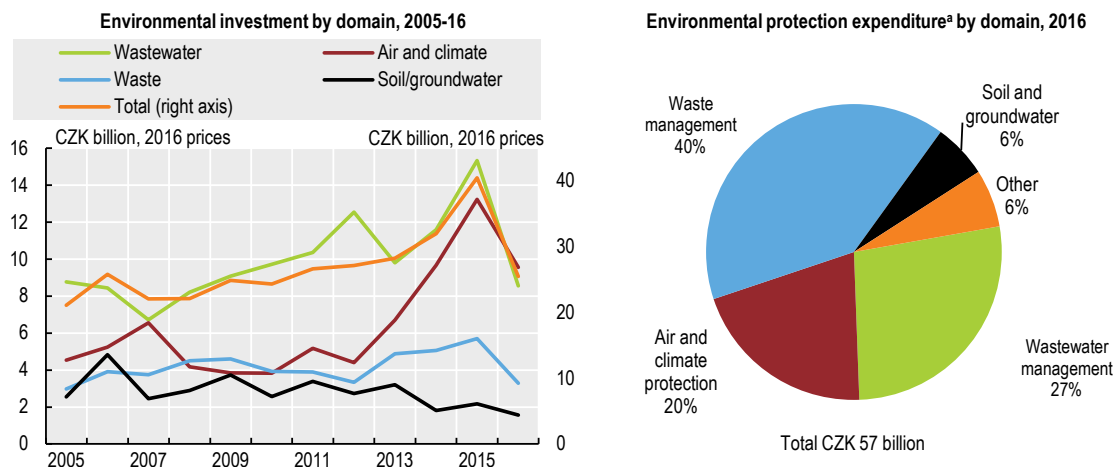 Environmental investment by domain, 2005-16
Wastewater
Air and climate
Waste
Soil/groundwater
Total (right axis)
CZK billion, 2016 prices
CZK billion, 2016 prices
16
14
12
10
8
6
4
2
0
40
30
20
10
0
2005
2007
2009
2011
2013
2015
Environmental protection expenditureᵃ by domain, 2016
Waste
management
40%
Soil and
groundwater
6%
Other
6%
Air and
climate
protection
20%
Wastewater
management
27%
Total CZK 57 billion